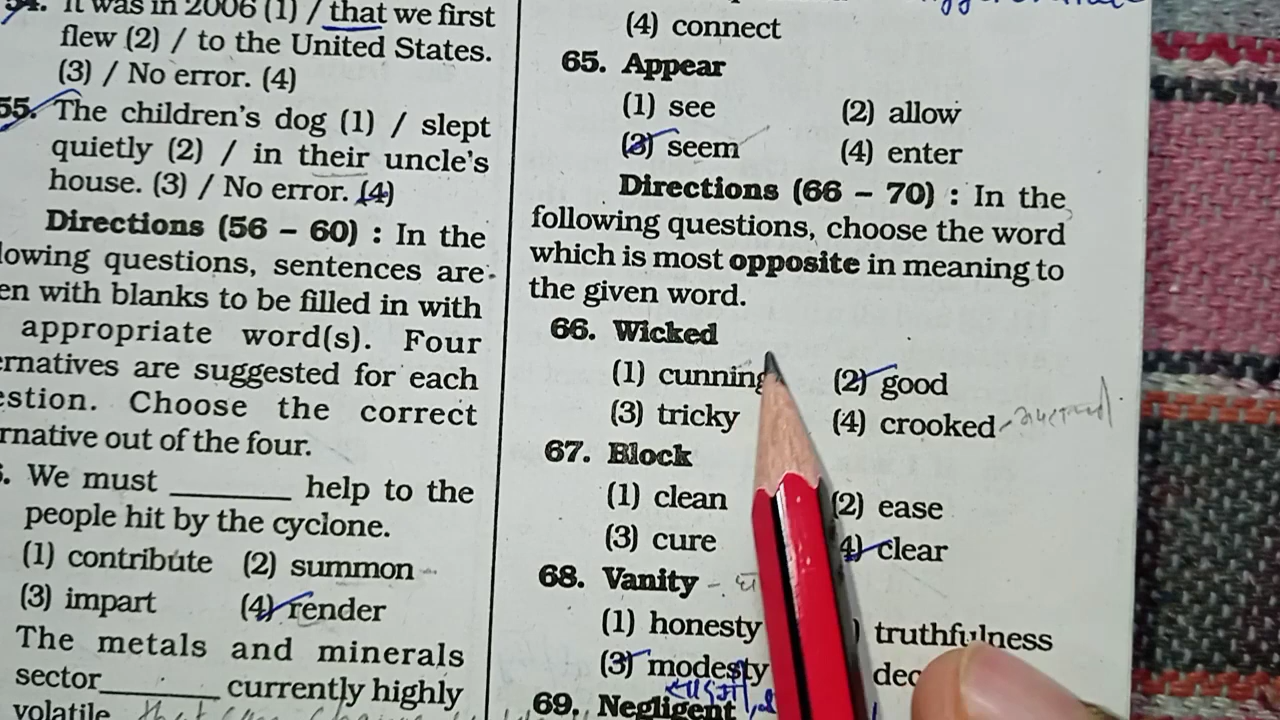 It was in 2006 (1) / that we first
flew (2) / to the United States.
(3) / No error. (4)
55. The children's dog (1) / slept
quietly (2) / in their uncle's
house. (3) / No error. (4)
Directions (56 – 60) : In the
lowing questions, sentences are
en with blanks to be filled in with
appropriate word(s). Four
ernatives are suggested for each
estion. Choose the correct
rnative out of the four.
. We must _______ help to the
people hit by the cyclone.
(1) contribute (2) summon
(3) impart (4) render
The metals and minerals
sector_______ currently highly
volatile
(4) connect
65. Appear
(1) see (2) allow
(3) seem (4) enter
Directions (66 – 70) : In the
following questions, choose the word
which is most opposite in meaning to
the given word.
66. Wicked
(1) cunning (2) good
(3) tricky (4) crooked
67. Block
(1) clean (2) ease
(3) cure 4) clear
68. Vanity
(1) honesty ) truthfulness
(3) modesty dec
69. Negligent